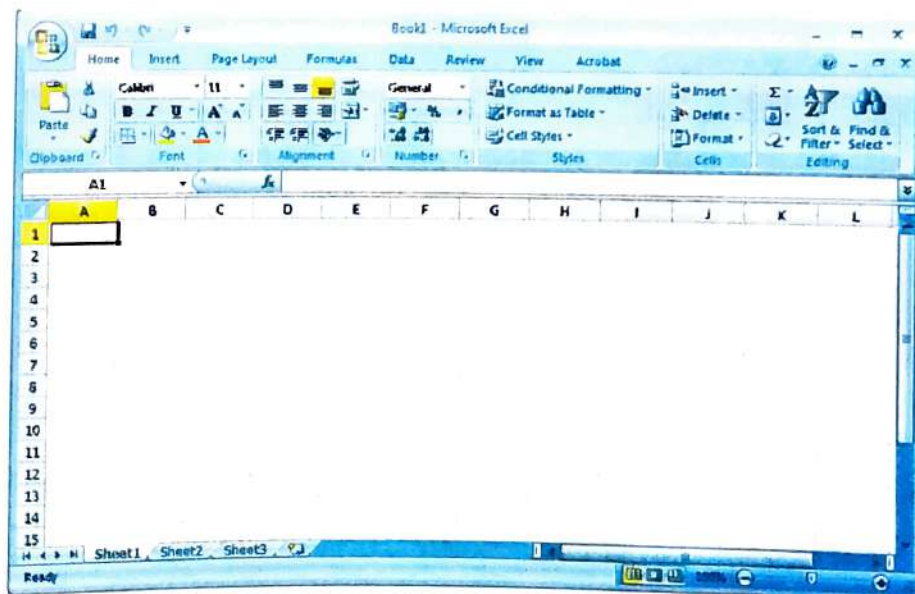 Book1 - Microsoft Excel
Home Insert Page Layout Formulas Data Review View Acrobat
Calibri 11 General Conditional Formatting Insert Σ
Paste B I U A A % , Format as Table Delete Sort & Find &
A Cell Styles Format Filter Select
Clipboard Font Alignment Number Styles Cells Editing
A1 fx
A B C D E F G H I J K L
1
2
3
4
5
6
7
8
9
10
11
12
13
14
15
Sheet1 Sheet2 Sheet3
Ready 100%